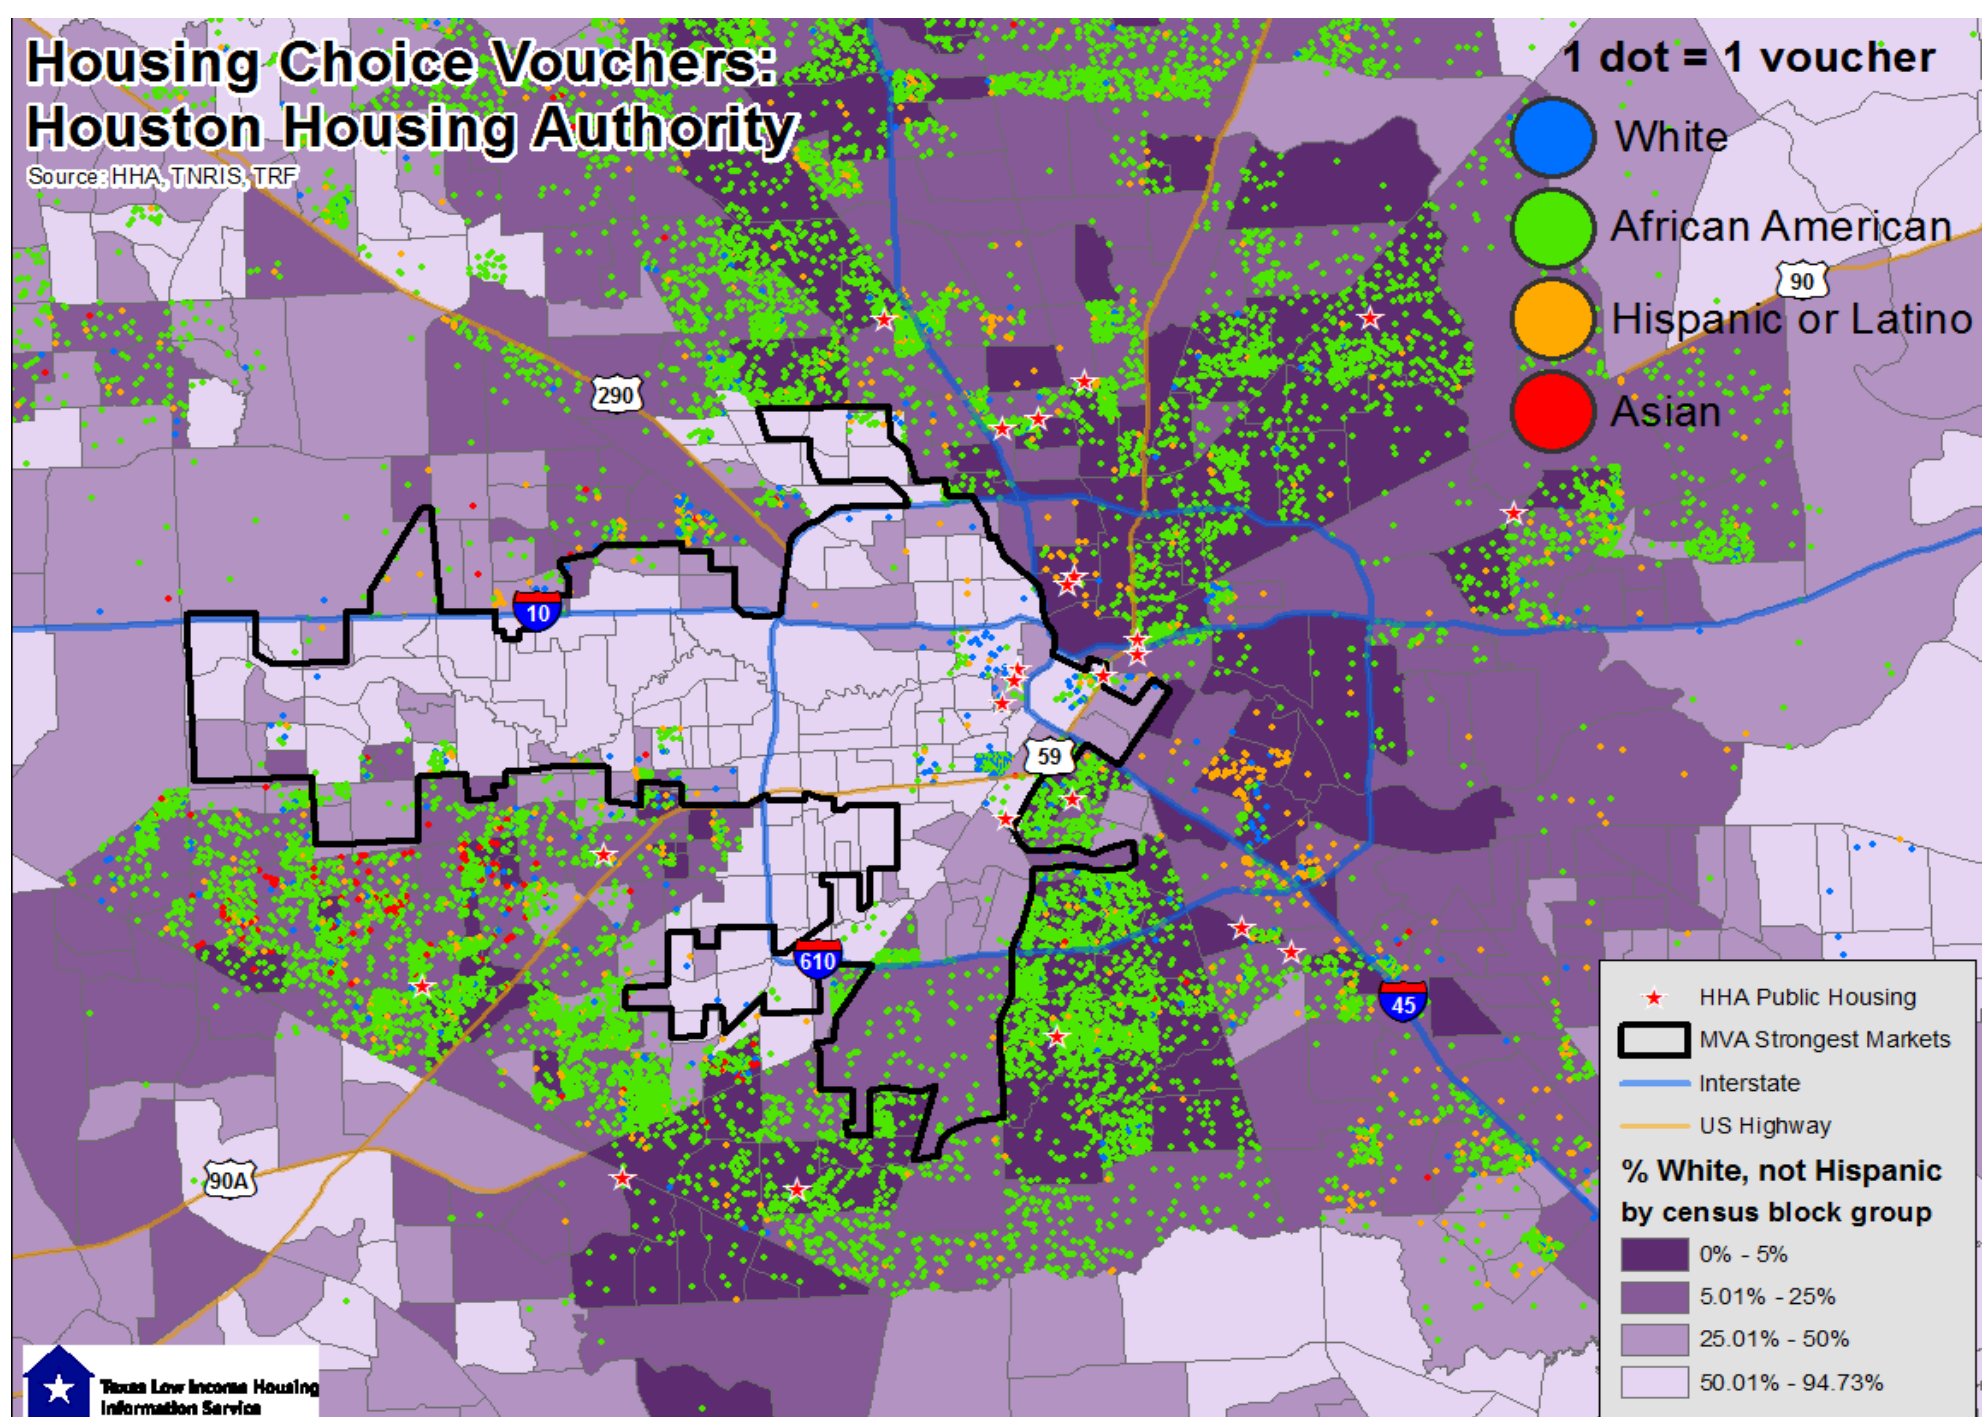 Housing Choice Vouchers:
Houston Housing Authority
Source: HHA, TNRIS, TRF
1 dot = 1 voucher
White
African American
Hispanic or Latino
Asian
90
290
10
59
610
45
90A
HHA Public Housing
MVA Strongest Markets
Interstate
US Highway
% White, not Hispanic
by census block group
0% - 5%
5.01% - 25%
25.01% - 50%
50.01% - 94.73%
Texas Low Income Housing
Information Service